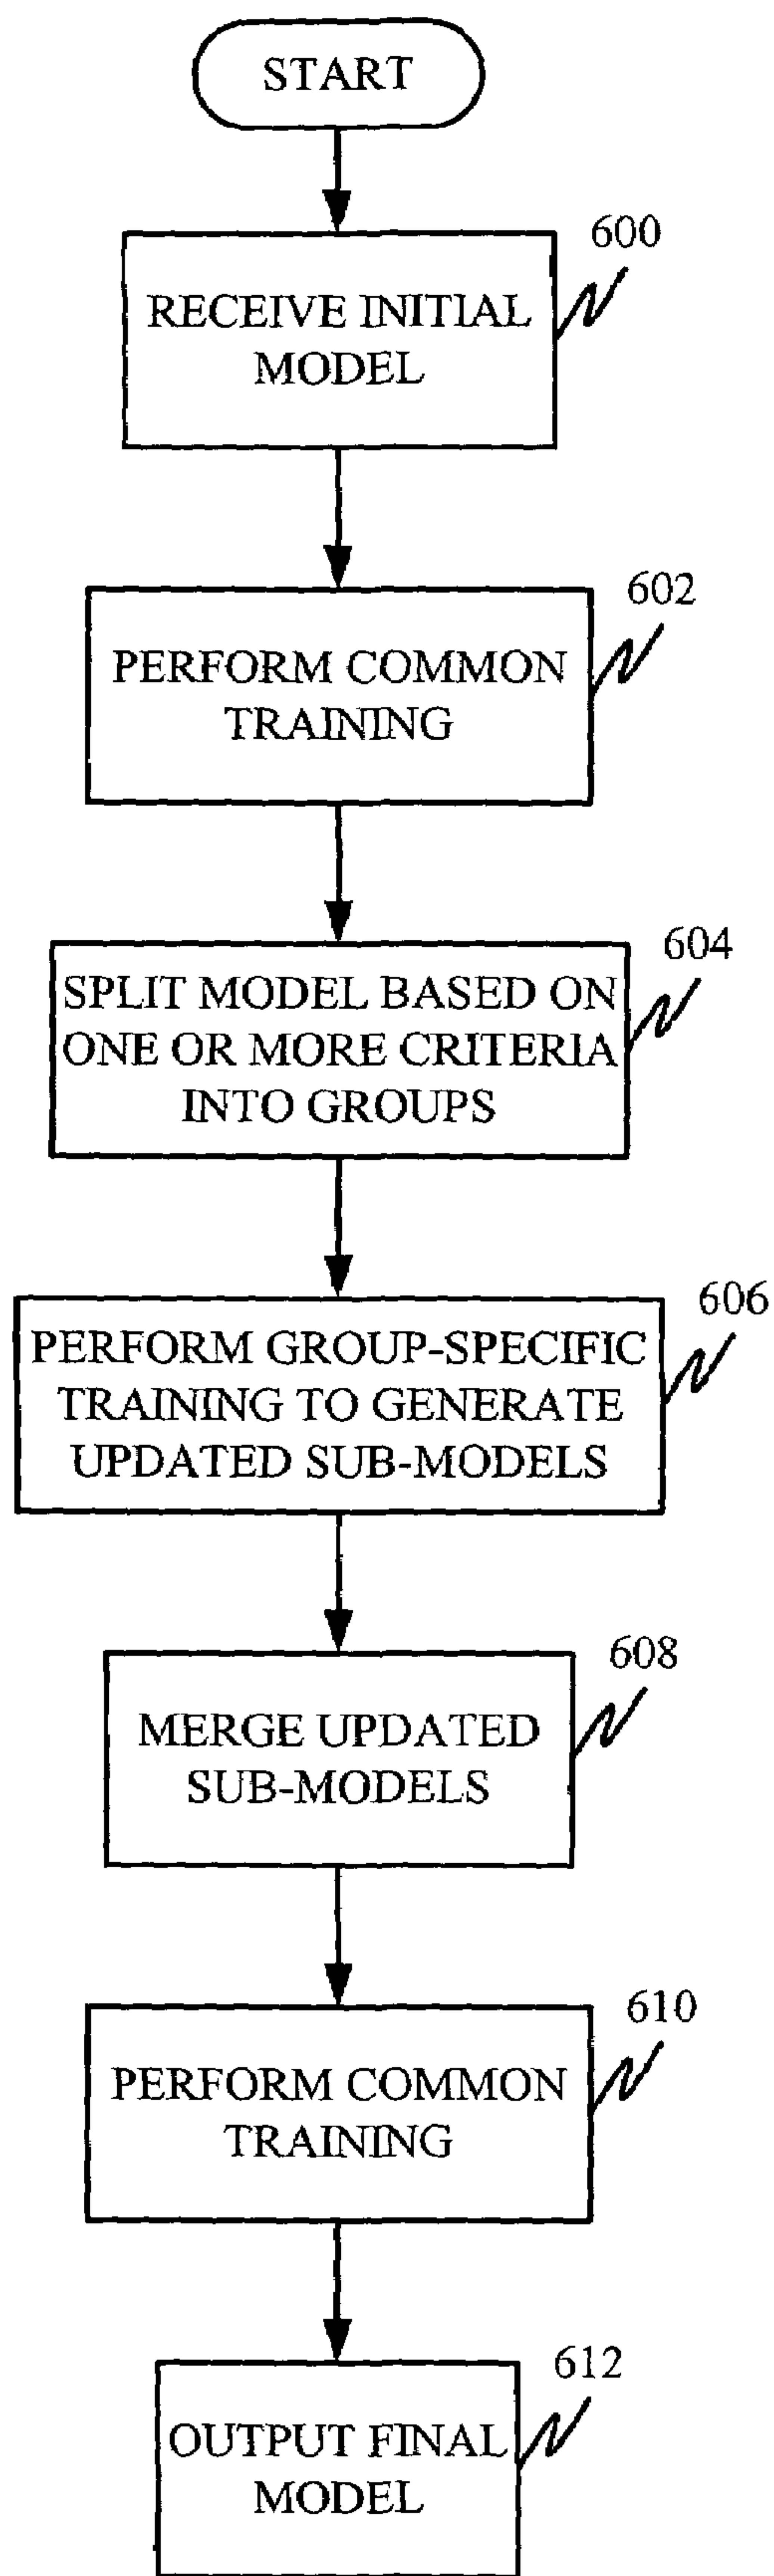 START
600
RECEIVE INITIAL
MODEL
602
PERFORM COMMON
TRAINING
604
SPLIT MODEL BASED ON
ONE OR MORE CRITERIA
INTO GROUPS
606
PERFORM GROUP-SPECIFIC
TRAINING TO GENERATE
UPDATED SUB-MODELS
608
MERGE UPDATED
SUB-MODELS
610
PERFORM COMMON
TRAINING
612
OUTPUT FINAL
MODEL